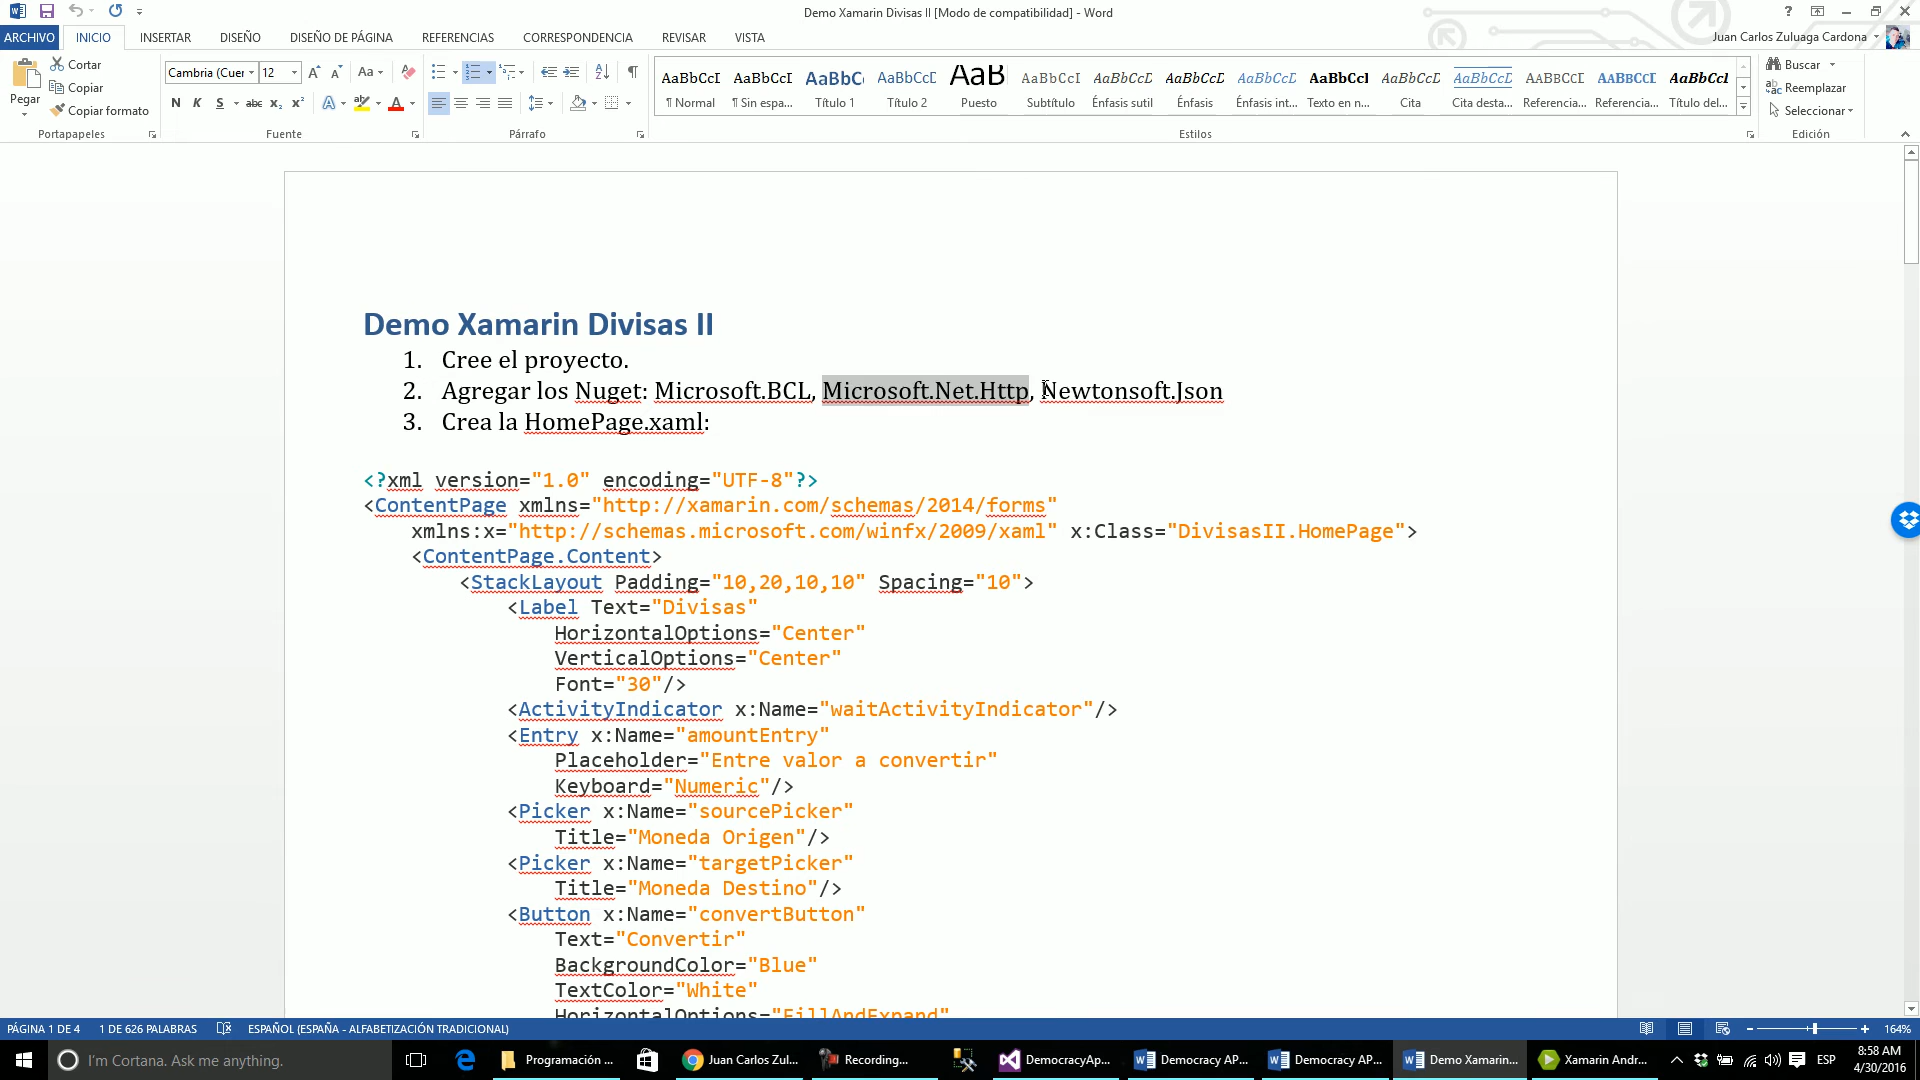 Demo Xamarin Divisas II [Modo de compatibilidad] - Word
ARCHIVO INICIO INSERTAR DISEÑO DISEÑO DE PÁGINA REFERENCIAS CORRESPONDENCIA REVISAR VISTA
Juan Carlos Zuluaga Cardona
Pegar
Cortar
Copiar
Copiar formato
Portapapeles
Cambria (Cuer 12
Fuente
Párrafo
AaBbCcI AaBbCcI AaBbC AaBbCcD AaB AaBbCcI AaBbCcD AaBbCcD AaBbCcD AaBbCcI AaBbCcD AaBbCcD AABBCCD AABBCCD AaBbCcI
¶ Normal ¶ Sin espa... Título 1 Título 2 Puesto Subtítulo Énfasis sutil Énfasis Énfasis int... Texto en n... Cita Cita desta... Referencia... Referencia... Título del...
Estilos
Buscar
Reemplazar
Seleccionar
Edición
Demo Xamarin Divisas II
1. Cree el proyecto.
2. Agregar los Nuget: Microsoft.BCL, Microsoft.Net.Http, Newtonsoft.Json
3. Crea la HomePage.xaml:
<?xml version="1.0" encoding="UTF-8"?>
<ContentPage xmlns="http://xamarin.com/schemas/2014/forms"
xmlns:x="http://schemas.microsoft.com/winfx/2009/xaml" x:Class="DivisasII.HomePage">
<ContentPage.Content>
<StackLayout Padding="10,20,10,10" Spacing="10">
<Label Text="Divisas"
HorizontalOptions="Center"
VerticalOptions="Center"
Font="30"/>
<ActivityIndicator x:Name="waitActivityIndicator"/>
<Entry x:Name="amountEntry"
Placeholder="Entre valor a convertir"
Keyboard="Numeric"/>
<Picker x:Name="sourcePicker"
Title="Moneda Origen"/>
<Picker x:Name="targetPicker"
Title="Moneda Destino"/>
<Button x:Name="convertButton"
Text="Convertir"
BackgroundColor="Blue"
TextColor="White"
HorizontalOptions="FillAndExpand"
PÁGINA 1 DE 4 1 DE 626 PALABRAS ESPAÑOL (ESPAÑA - ALFABETIZACIÓN TRADICIONAL) 164%
I'm Cortana. Ask me anything. Programación ... Juan Carlos Zul... Recording... DemocracyAp... Democracy AP... Democracy AP... Demo Xamarin... Xamarin Andr... ESP
8:58 AM
4/30/2016